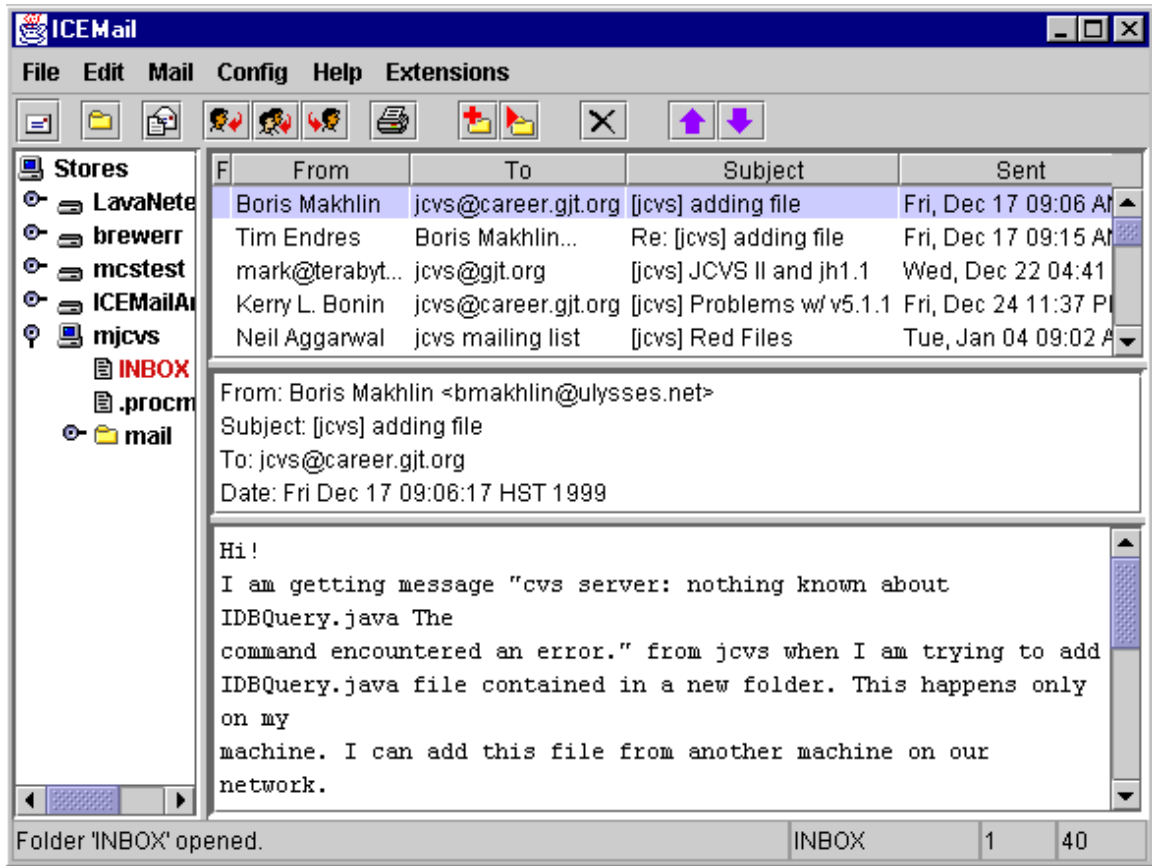 ICEMail
File Edit Mail Config Help Extensions
Stores
LavaNete
brewerr
mcstest
ICEMailAr
mjcvs
INBOX
.procm
mail
F From To Subject Sent
Boris Makhlin jcvs@career.gjt.org [jcvs] adding file Fri, Dec 17 09:06 AM
Tim Endres Boris Makhlin... Re: [jcvs] adding file Fri, Dec 17 09:15 AM
mark@terabyt... jcvs@gjt.org [jcvs] JCVS II and jh1.1 Wed, Dec 22 04:41
Kerry L. Bonin jcvs@career.gjt.org [jcvs] Problems w/ v5.1.1 Fri, Dec 24 11:37 PM
Neil Aggarwal jcvs mailing list [jcvs] Red Files Tue, Jan 04 09:02 A
From: Boris Makhlin <bmakhlin@ulysses.net>
Subject: [jcvs] adding file
To: jcvs@career.gjt.org
Date: Fri Dec 17 09:06:17 HST 1999
Hi!
I am getting message "cvs server: nothing known about
IDBQuery.java The
command encountered an error." from jcvs when I am trying to add
IDBQuery.java file contained in a new folder. This happens only
on my
machine. I can add this file from another machine on our
network.
Folder 'INBOX' opened. INBOX 1 40